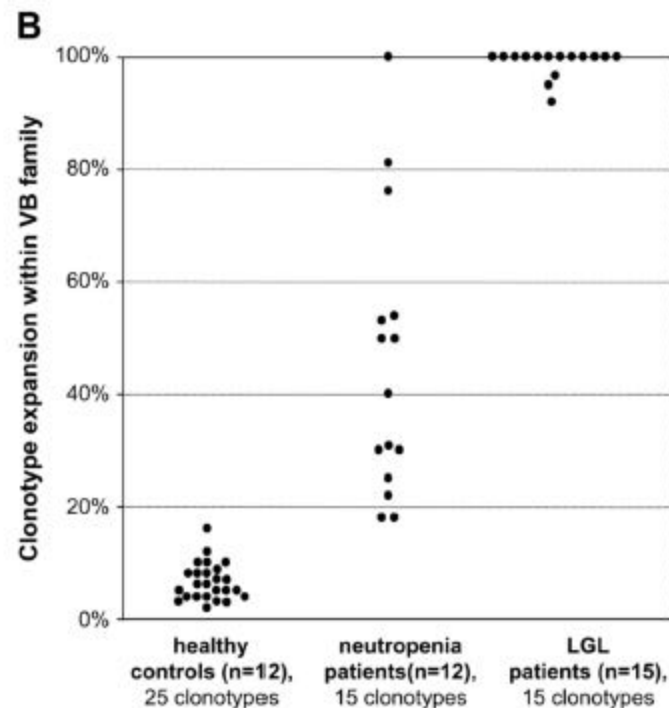 B
Clonotype expansion within VB family
100%
80%
60%
40%
20%
0%
healthy
controls (n=12),
25 clonotypes
neutropenia
patients(n=12),
15 clonotypes
LGL
patients (n=15),
15 clonotypes